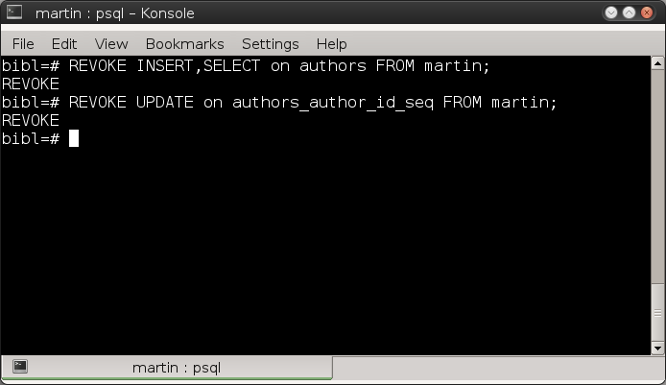 martin : psql – Konsole
File Edit View Bookmarks Settings Help
bibl=# REVOKE INSERT,SELECT on authors FROM martin;
REVOKE
bibl=# REVOKE UPDATE on authors_author_id_seq FROM martin;
REVOKE
bibl=#
martin : psql